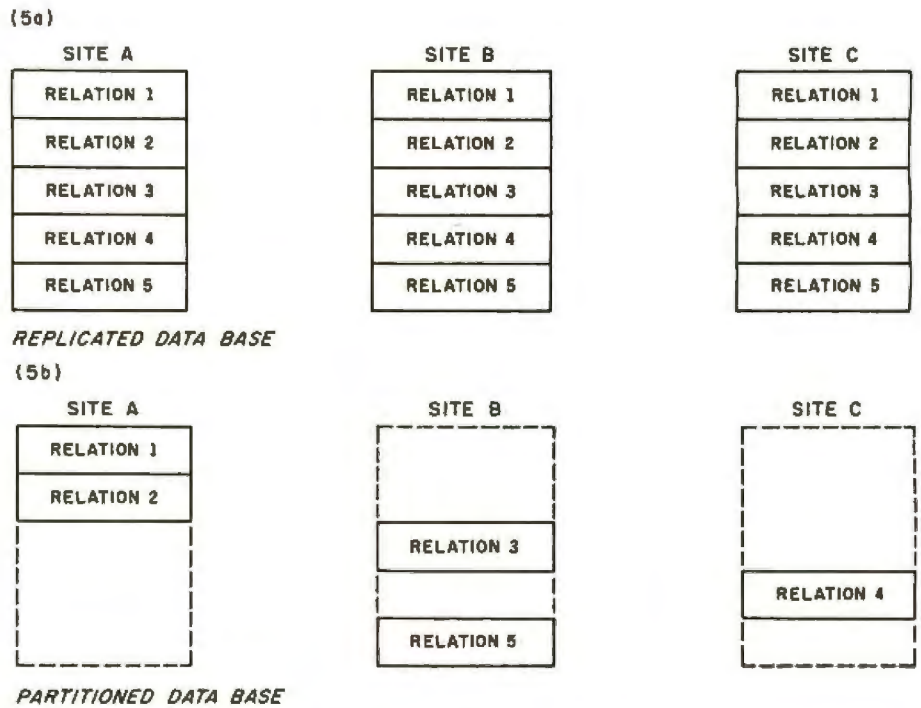 (5a)
SITE A SITE B SITE C
RELATION 1 RELATION 1 RELATION 1
RELATION 2 RELATION 2 RELATION 2
RELATION 3 RELATION 3 RELATION 3
RELATION 4 RELATION 4 RELATION 4
RELATION 5 RELATION 5 RELATION 5
REPLICATED DATA BASE
(5b)
SITE A SITE B SITE C
RELATION 1
RELATION 2
RELATION 3
RELATION 4
RELATION 5
PARTITIONED DATA BASE